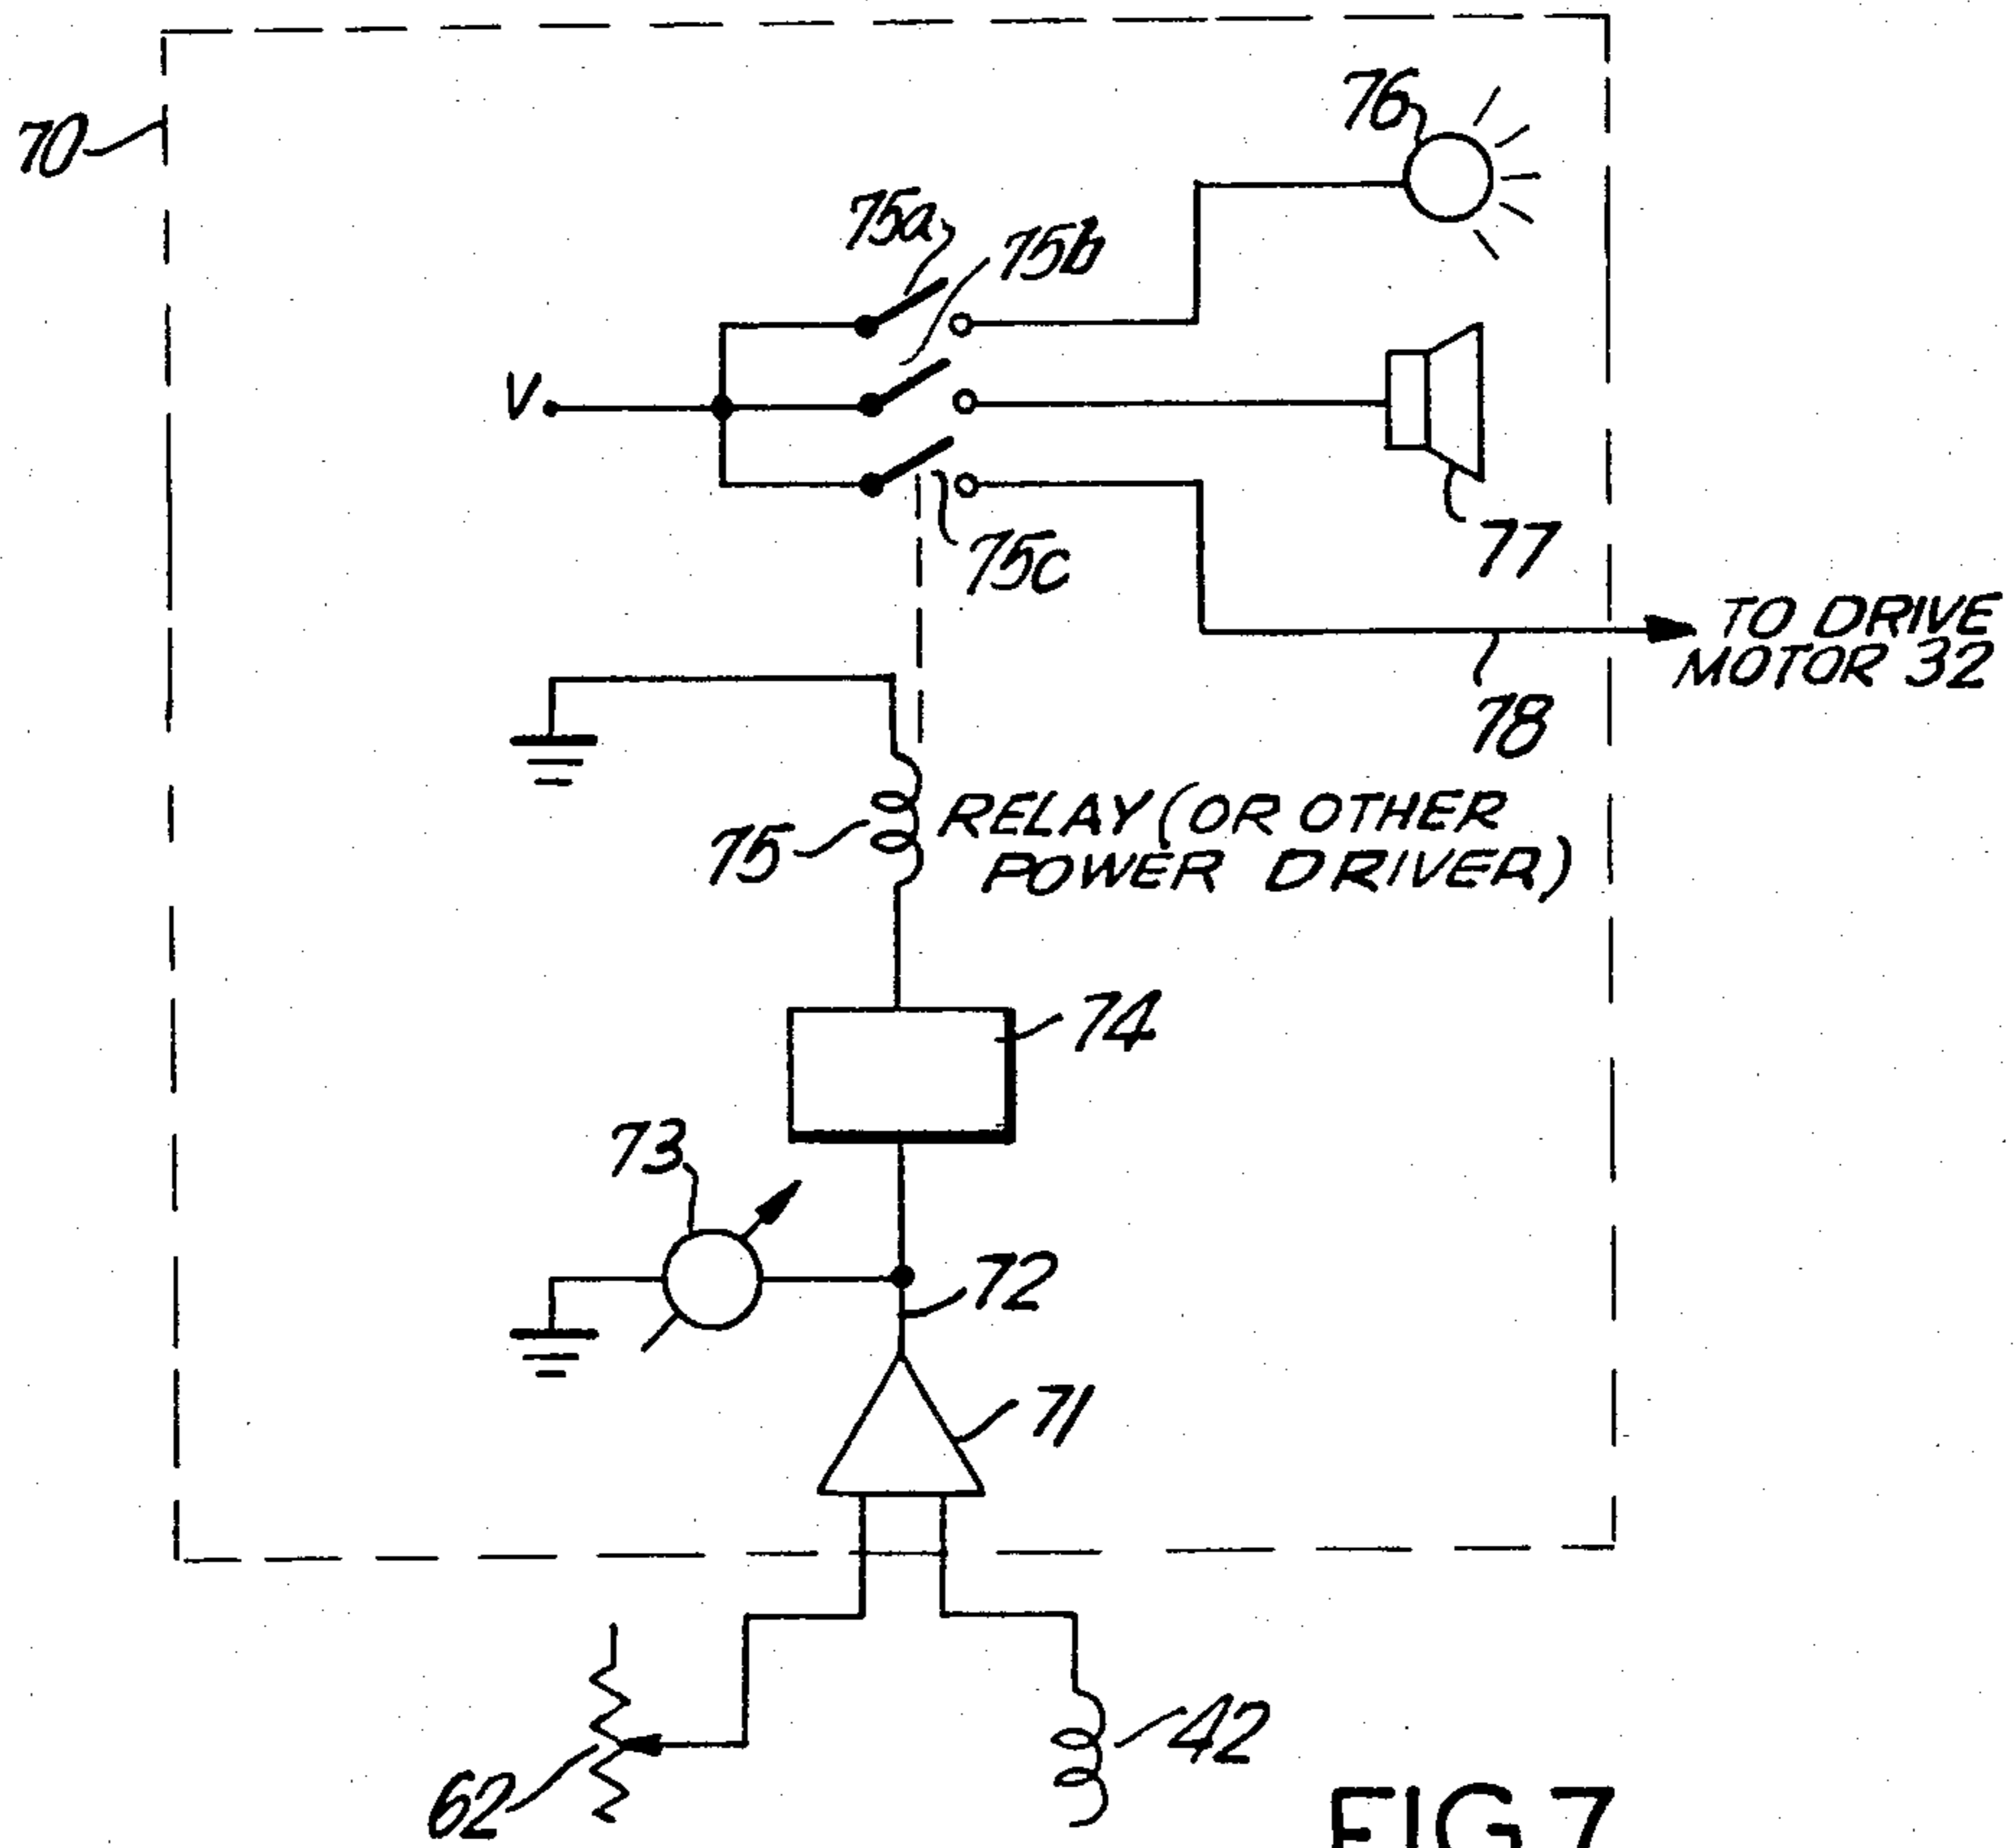 70
76
75a
75b
V
75c
77
TO DRIVE
MOTOR 32
78
RELAY (OR OTHER
POWER DRIVER)
75
74
73
72
71
62
42
FIG 7